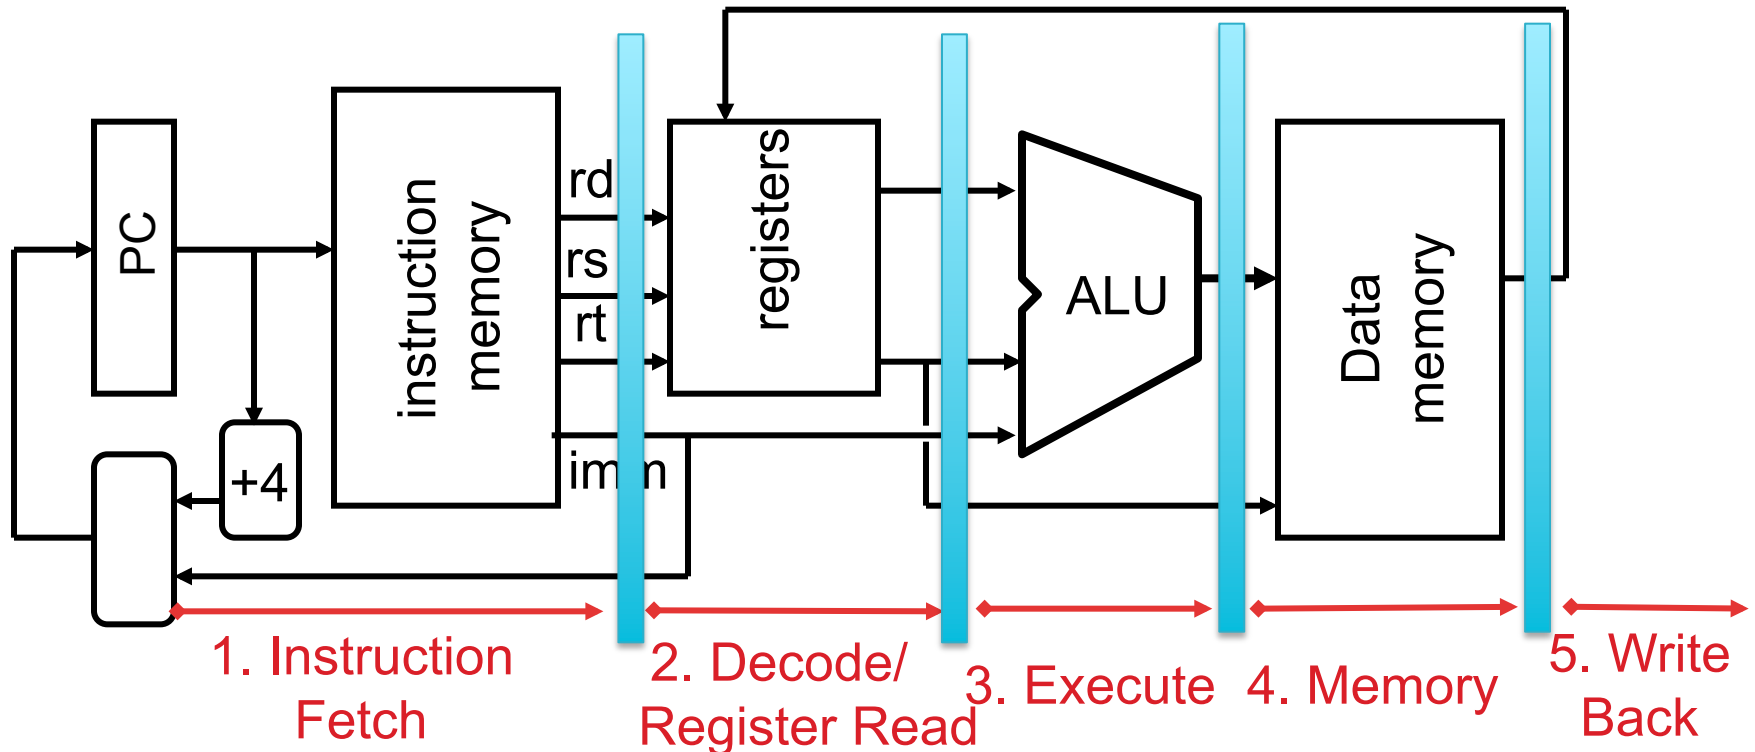 PC
+4
instruction
memory
rd
rs
rt
imm
registers
ALU
Data
memory
1. Instruction
Fetch
2. Decode/
Register Read
3. Execute
4. Memory
5. Write
Back